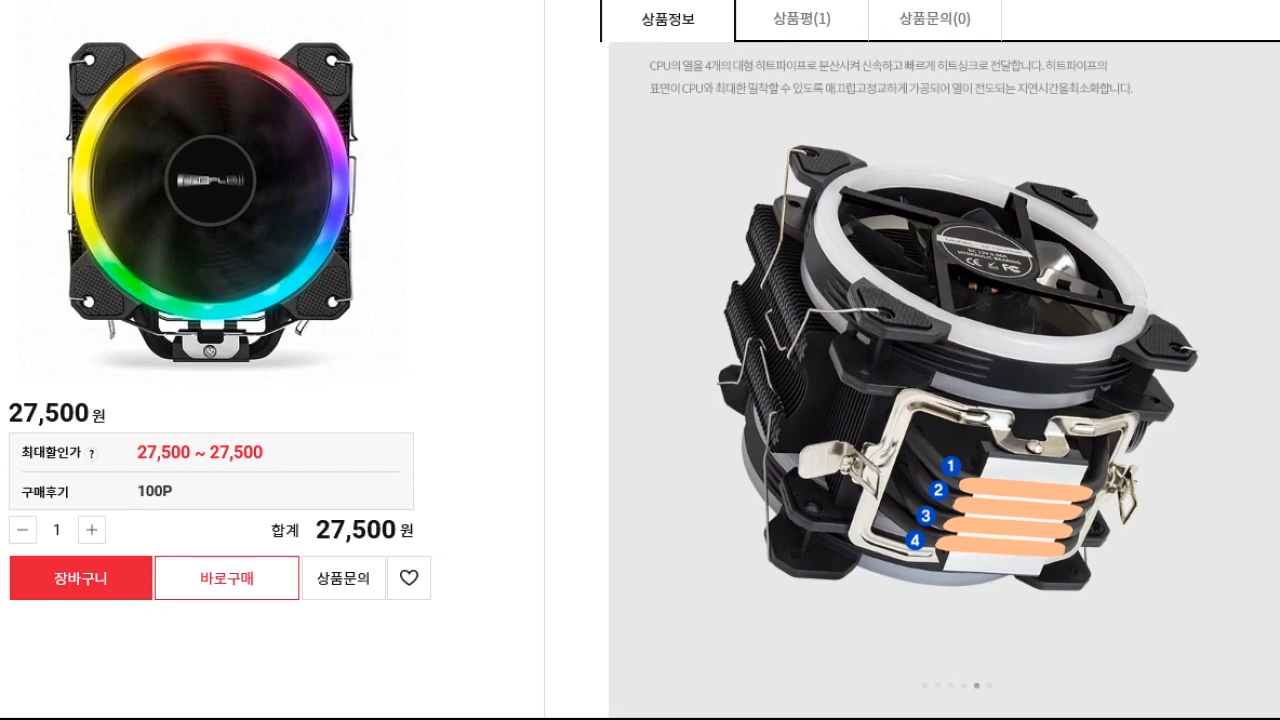 27,500 원
최대할인가 ? 27,500 ~ 27,500
구매후기 100P
1
합계 27,500 원
장바구니
바로구매
상품문의
상품정보
상품평(1)
상품문의(0)
CPU의 열을 4개의 대형 히트파이프로 분산시켜 신속하고 빠르게 히트싱크로 전달합니다. 히트파이프의
표면이 CPU와 최대한 밀착할 수 있도록 매끄럽고정교하게 가공되어 열이 전도되는 지연시간을최소화합니다.
HYDRAULIC BEARING
CE FC
1
2
3
4